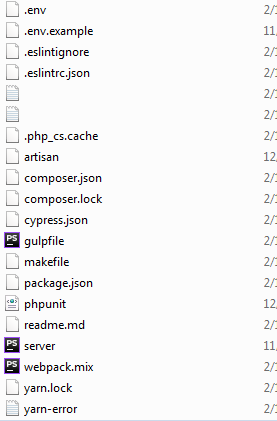 .env 2/1
.env.example 11,
.eslintignore 2/1
.eslintrc.json 2/1
2/1
2/1
.php_cs.cache 2/1
artisan 12,
composer.json 2/1
composer.lock 2/1
cypress.json 2/1
PS gulpfile 2/1
makefile 2/1
package.json 2/1
phpunit 12,
readme.md 2/1
PS server 11,
PS webpack.mix 2/1
yarn.lock 2/1
yarn-error 2/1